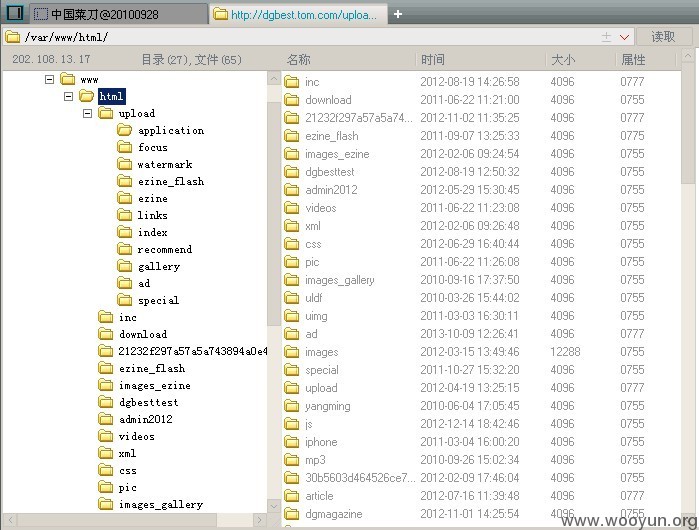 中国菜刀@20100928
http://dgbest.tom.com/uploa...
/var/www/html/
读取
202.108.13.17 目录(27),文件(65) 名称 时间 大小 属性
www
html
upload
application
focus
watermark
ezine_flash
ezine
links
index
recommend
gallery
ad
special
inc
download
21232f297a57a5a743894a0e4
ezine_flash
images_ezine
dgbesttest
admin2012
videos
xml
css
pic
images_gallery
inc 2012-08-19 14:26:58 4096 0777
download 2011-06-22 11:21:00 4096 0755
21232f297a57a5a74... 2012-11-02 11:35:25 4096 0777
ezine_flash 2011-09-07 13:25:33 4096 0775
images_ezine 2012-02-06 09:24:54 4096 0755
dgbesttest 2012-08-19 12:50:32 4096 0755
admin2012 2012-05-29 15:30:45 4096 0755
videos 2011-06-22 11:23:08 4096 0755
xml 2012-02-06 09:26:48 4096 0755
css 2012-06-29 16:40:44 4096 0755
pic 2011-06-22 11:26:08 4096 0755
images_gallery 2010-09-16 17:37:50 4096 0755
uldf 2010-03-26 15:44:02 4096 0755
uimg 2011-03-03 16:30:11 4096 0755
ad 2013-10-09 12:26:41 4096 0777
images 2012-03-15 13:49:46 12288 0755
special 2011-10-27 15:32:20 4096 0755
upload 2012-04-19 13:25:15 4096 0777
yangming 2010-06-04 17:05:45 4096 0755
js 2012-12-14 18:42:46 4096 0755
iphone 2011-03-04 16:00:20 4096 0755
mp3 2010-09-26 15:02:34 4096 0755
30b5603d464526ce7... 2012-02-09 17:46:04 4096 0755
article 2012-07-16 11:39:48 4096 0777
dgmagazine 2012-11-01 14:25:54 4096 0755
www.wooyun.org